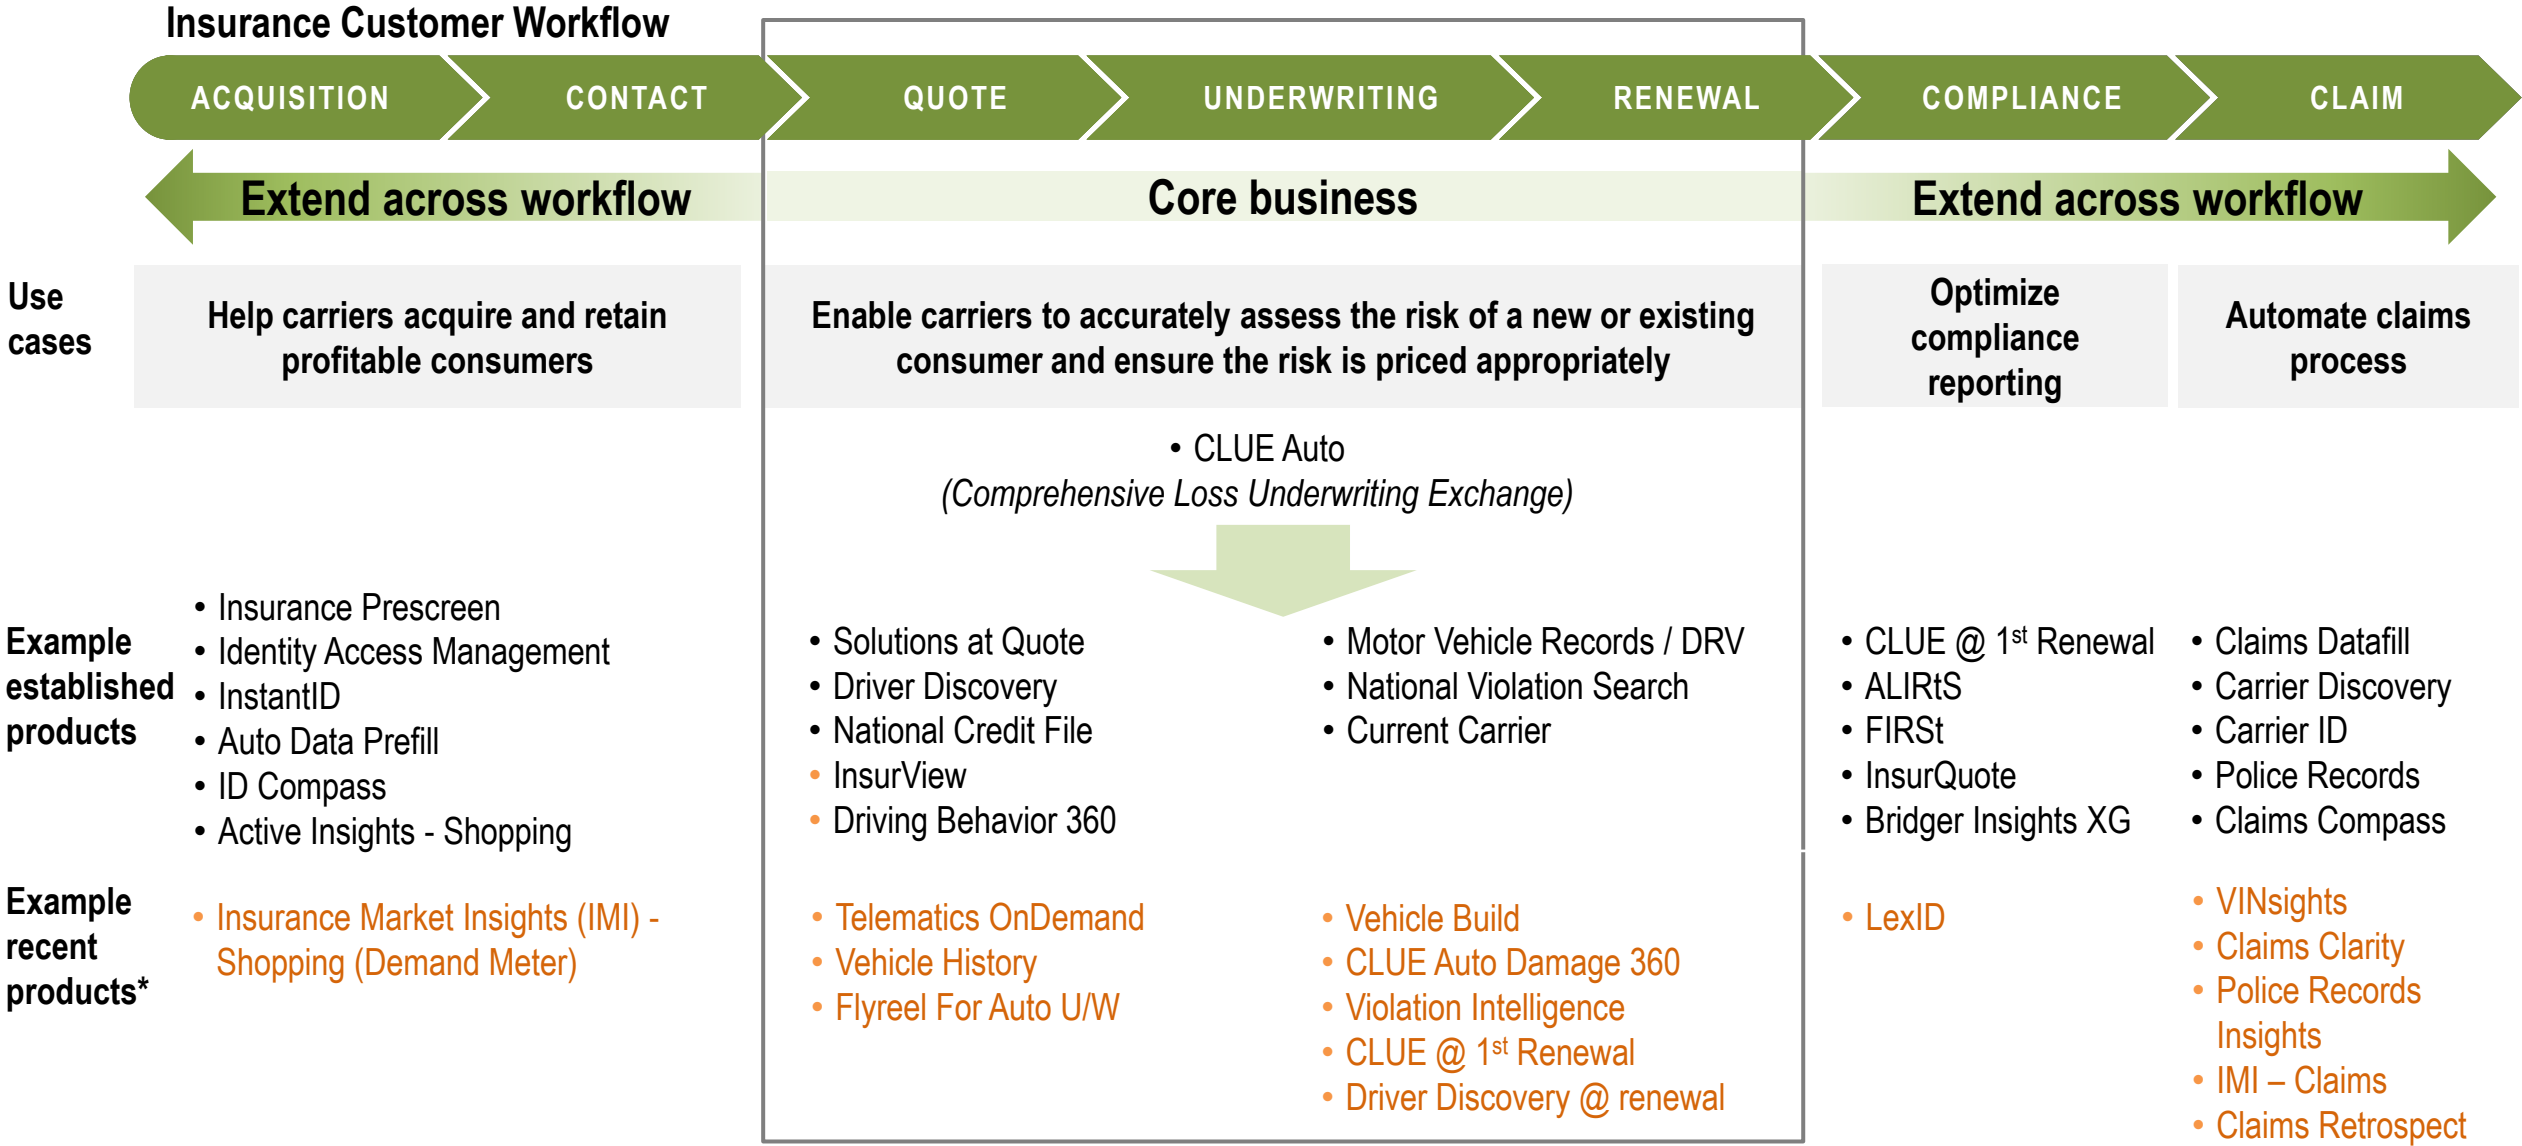 Insurance Customer Workflow
ACQUISITION
CONTACT
QUOTE
UNDERWRITING
RENEWAL
COMPLIANCE
CLAIM
Extend across workflow
Core business
Extend across workflow
Use
cases
Help carriers acquire and retain
profitable consumers
Enable carriers to accurately assess the risk of a new or existing
consumer and ensure the risk is priced appropriately
Optimize
compliance
reporting
Automate claims
process
• CLUE Auto
(Comprehensive Loss Underwriting Exchange)
Example
established
products
• Insurance Prescreen
• Identity Access Management
• InstantID
• Auto Data Prefill
• ID Compass
• Active Insights - Shopping
• Solutions at Quote
• Driver Discovery
• National Credit File
• InsurView
• Driving Behavior 360
• Motor Vehicle Records / DRV
• National Violation Search
• Current Carrier
• CLUE @ 1st Renewal
• ALIRtS
• FIRSt
• InsurQuote
• Bridger Insights XG
• Claims Datafill
• Carrier Discovery
• Carrier ID
• Police Records
• Claims Compass
Example
recent
products*
• Insurance Market Insights (IMI) -
Shopping (Demand Meter)
• Telematics OnDemand
• Vehicle History
• Flyreel For Auto U/W
• Vehicle Build
• CLUE Auto Damage 360
• Violation Intelligence
• CLUE @ 1st Renewal
• Driver Discovery @ renewal
• LexID
• VINsights
• Claims Clarity
• Police Records
Insights
• IMI – Claims
• Claims Retrospect